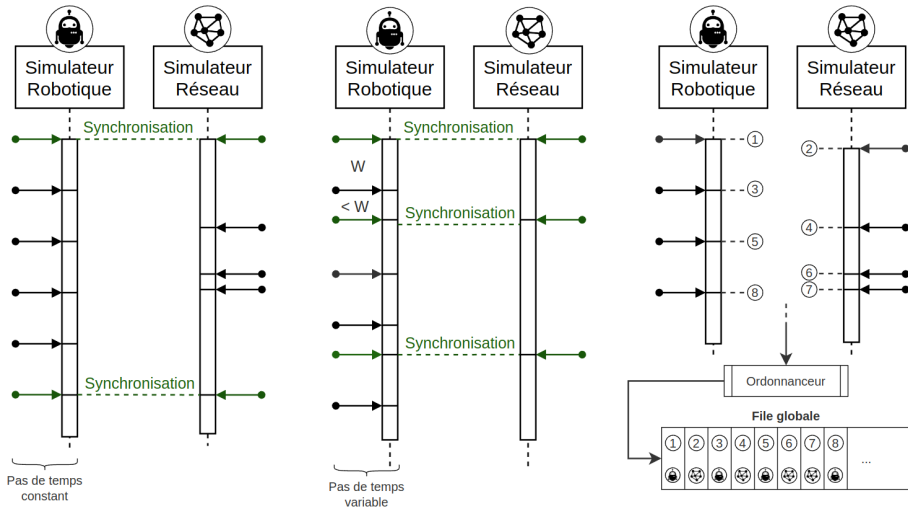 Simulateur
Robotique
Simulateur
Réseau
Synchronisation
Synchronisation
Pas de temps
constant
Simulateur
Robotique
Simulateur
Réseau
Synchronisation
W
< W
Synchronisation
Synchronisation
Pas de temps
variable
Simulateur
Robotique
Simulateur
Réseau
1
2
3
4
5
6
7
8
Ordonnanceur
File globale
1 2 3 4 5 6 7 8
...